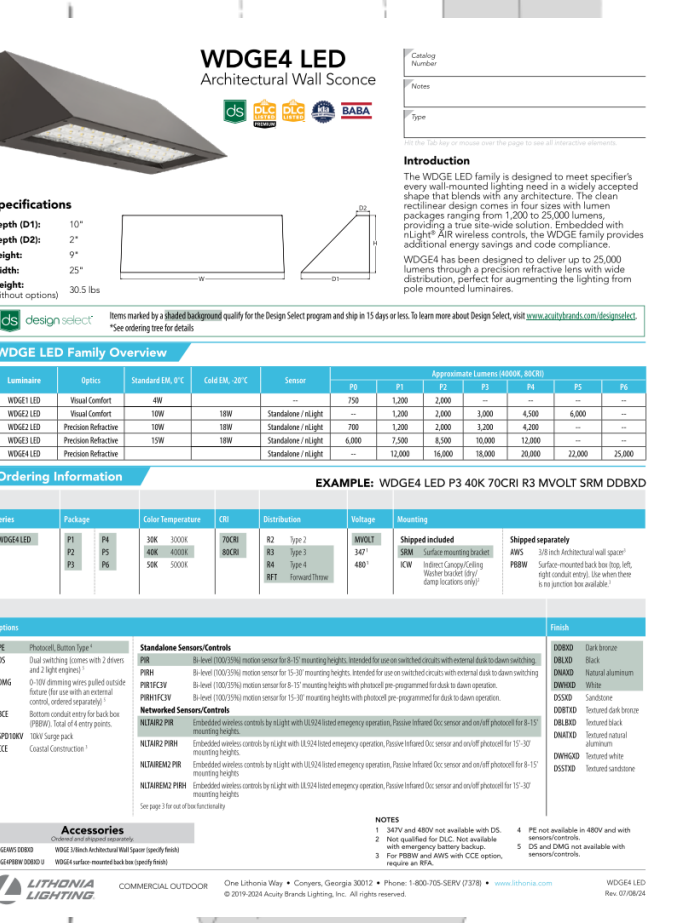 WDGE4 LED
Architectural Wall Sconce
ds
DLC
LISTED
PREMIUM
DLC
LISTED
ida
BABA
Catalog
Number
Notes
Type
Hit the Tab key or mouse over the page to see all interactive elements.
Introduction
The WDGE LED family is designed to meet specifier's
every wall-mounted lighting need in a widely accepted
shape that blends with any architecture. The clean
rectilinear design comes in four sizes with lumen
packages ranging from 1,200 to 25,000 lumens,
providing a true site-wide solution. Embedded with
nLight® AIR wireless controls, the WDGE family provides
additional energy savings and code compliance.
WDGE4 has been designed to deliver up to 25,000
lumens through a precision refractive lens with wide
distribution, perfect for augmenting the lighting from
pole mounted luminaires.
pecifications
epth (D1): 10"
epth (D2): 2"
eight: 9"
idth: 25"
eight:
ithout options) 30.5 lbs
W
D2
H
D1
ds design select
Items marked by a shaded background qualify for the Design Select program and ship in 15 days or less. To learn more about Design Select, visit www.acuitybrands.com/designselect.
*See ordering tree for details
WDGE LED Family Overview
Luminaire Optics Standard EM, 0°C Cold EM, -20°C Sensor Approximate Lumens (4000K, 80CRI)
P0 P1 P2 P3 P4 P5 P6
WDGE1 LED Visual Comfort 4W -- 750 1,200 2,000 -- -- -- --
WDGE2 LED Visual Comfort 10W 18W Standalone / nLight -- 1,200 2,000 3,000 4,500 6,000 --
WDGE2 LED Precision Refractive 10W 18W Standalone / nLight 700 1,200 2,000 3,200 4,200 -- --
WDGE3 LED Precision Refractive 15W 18W Standalone / nLight 6,000 7,500 8,500 10,000 12,000 -- --
WDGE4 LED Precision Refractive Standalone / nLight -- 12,000 16,000 18,000 20,000 22,000 25,000
Ordering Information
EXAMPLE: WDGE4 LED P3 40K 70CRI R3 MVOLT SRM DDBXD
eries Package Color Temperature CRI Distribution Voltage Mounting
WDGE4 LED
P1 P4
P2 P5
P3 P6
30K 3000K
40K 4000K
50K 5000K
70CRI
80CRI
R2 Type 2
R3 Type 3
R4 Type 4
RFT Forward Throw
MVOLT
347 1
480 1
Shipped included
SRM Surface mounting bracket
ICW Indirect Canopy/Ceiling
Washer bracket (dry/
damp locations only)2
Shipped separately
AWS 3/8 inch Architectural wall spacer3
PBBW Surface-mounted back box (top, left,
right conduit entry). Use when there
is no junction box available.3
ptions
Finish
PE Photocell, Button Type 4
DS Dual switching (comes with 2 drivers
and 2 light engines) 5
DMG 0-10V dimming wires pulled outside
fixture (for use with an external
control, ordered separately) 5
BCE Bottom conduit entry for back box
(PBBW). Total of 4 entry points.
SPD10KV 10kV Surge pack
CCE Coastal Construction 3
Standalone Sensors/Controls
PIR Bi-level (100/35%) motion sensor for 8-15' mounting heights. Intended for use on switched circuits with external dusk to dawn switching.
PIRH Bi-level (100/35%) motion sensor for 15-30' mounting heights. Intended for use on switched circuits with external dusk to dawn switching
PIR1FC3V Bi-level (100/35%) motion sensor for 8-15' mounting heights with photocell pre-programmed for dusk to dawn operation.
PIRH1FC3V Bi-level (100/35%) motion sensor for 15-30' mounting heights with photocell pre-programmed for dusk to dawn operation.
Networked Sensors/Controls
NLTAIR2 PIR Embedded wireless controls by nLight with UL924 listed emergency operation, Passive Infrared Occ sensor and on/off photocell for 8-15'
mounting heights.
NLTAIR2 PIRH Embedded wireless controls by nLight with UL924 listed emergency operation, Passive Infrared Occ sensor and on/off photocell for 15'-30'
mounting heights.
NLTAIREM2 PIR Embedded wireless controls by nLight with UL924 listed emergency operation, Passive Infrared Occ sensor and on/off photocell for 8-15'
mounting heights
NLTAIREM2 PIRH Embedded wireless controls by nLight with UL924 listed emergency operation, Passive Infrared Occ sensor and on/off photocell for 15'-30'
mounting heights
See page 3 for out of box functionality
DDBXD Dark bronze
DBLXD Black
DNAXD Natural aluminum
DWHXD White
DSSXD Sandstone
DDBTXD Textured dark bronze
DBLBXD Textured black
DNATXD Textured natural
aluminum
DWHGXD Textured white
DSSTXD Textured sandstone
Accessories
Ordered and shipped separately.
GEAWS DDBXD WDGE 3/8inch Architectural Wall Spacer (specify finish)
GE4PBBW DDBXD U WDGE4 surface-mounted back box (specify finish)
NOTES
1 347V and 480V not available with DS.
2 Not qualified for DLC. Not available
with emergency battery backup.
3 For PBBW and AWS with CCE option,
require an RFA.
4 PE not available in 480V and with
sensors/controls.
5 DS and DMG not available with
sensors/controls.
LITHONIA
LIGHTING.
COMMERCIAL OUTDOOR
One Lithonia Way • Conyers, Georgia 30012 • Phone: 1-800-705-SERV (7378) • www.lithonia.com
© 2019-2024 Acuity Brands Lighting, Inc. All rights reserved.
WDGE4 LED
Rev. 07/08/24